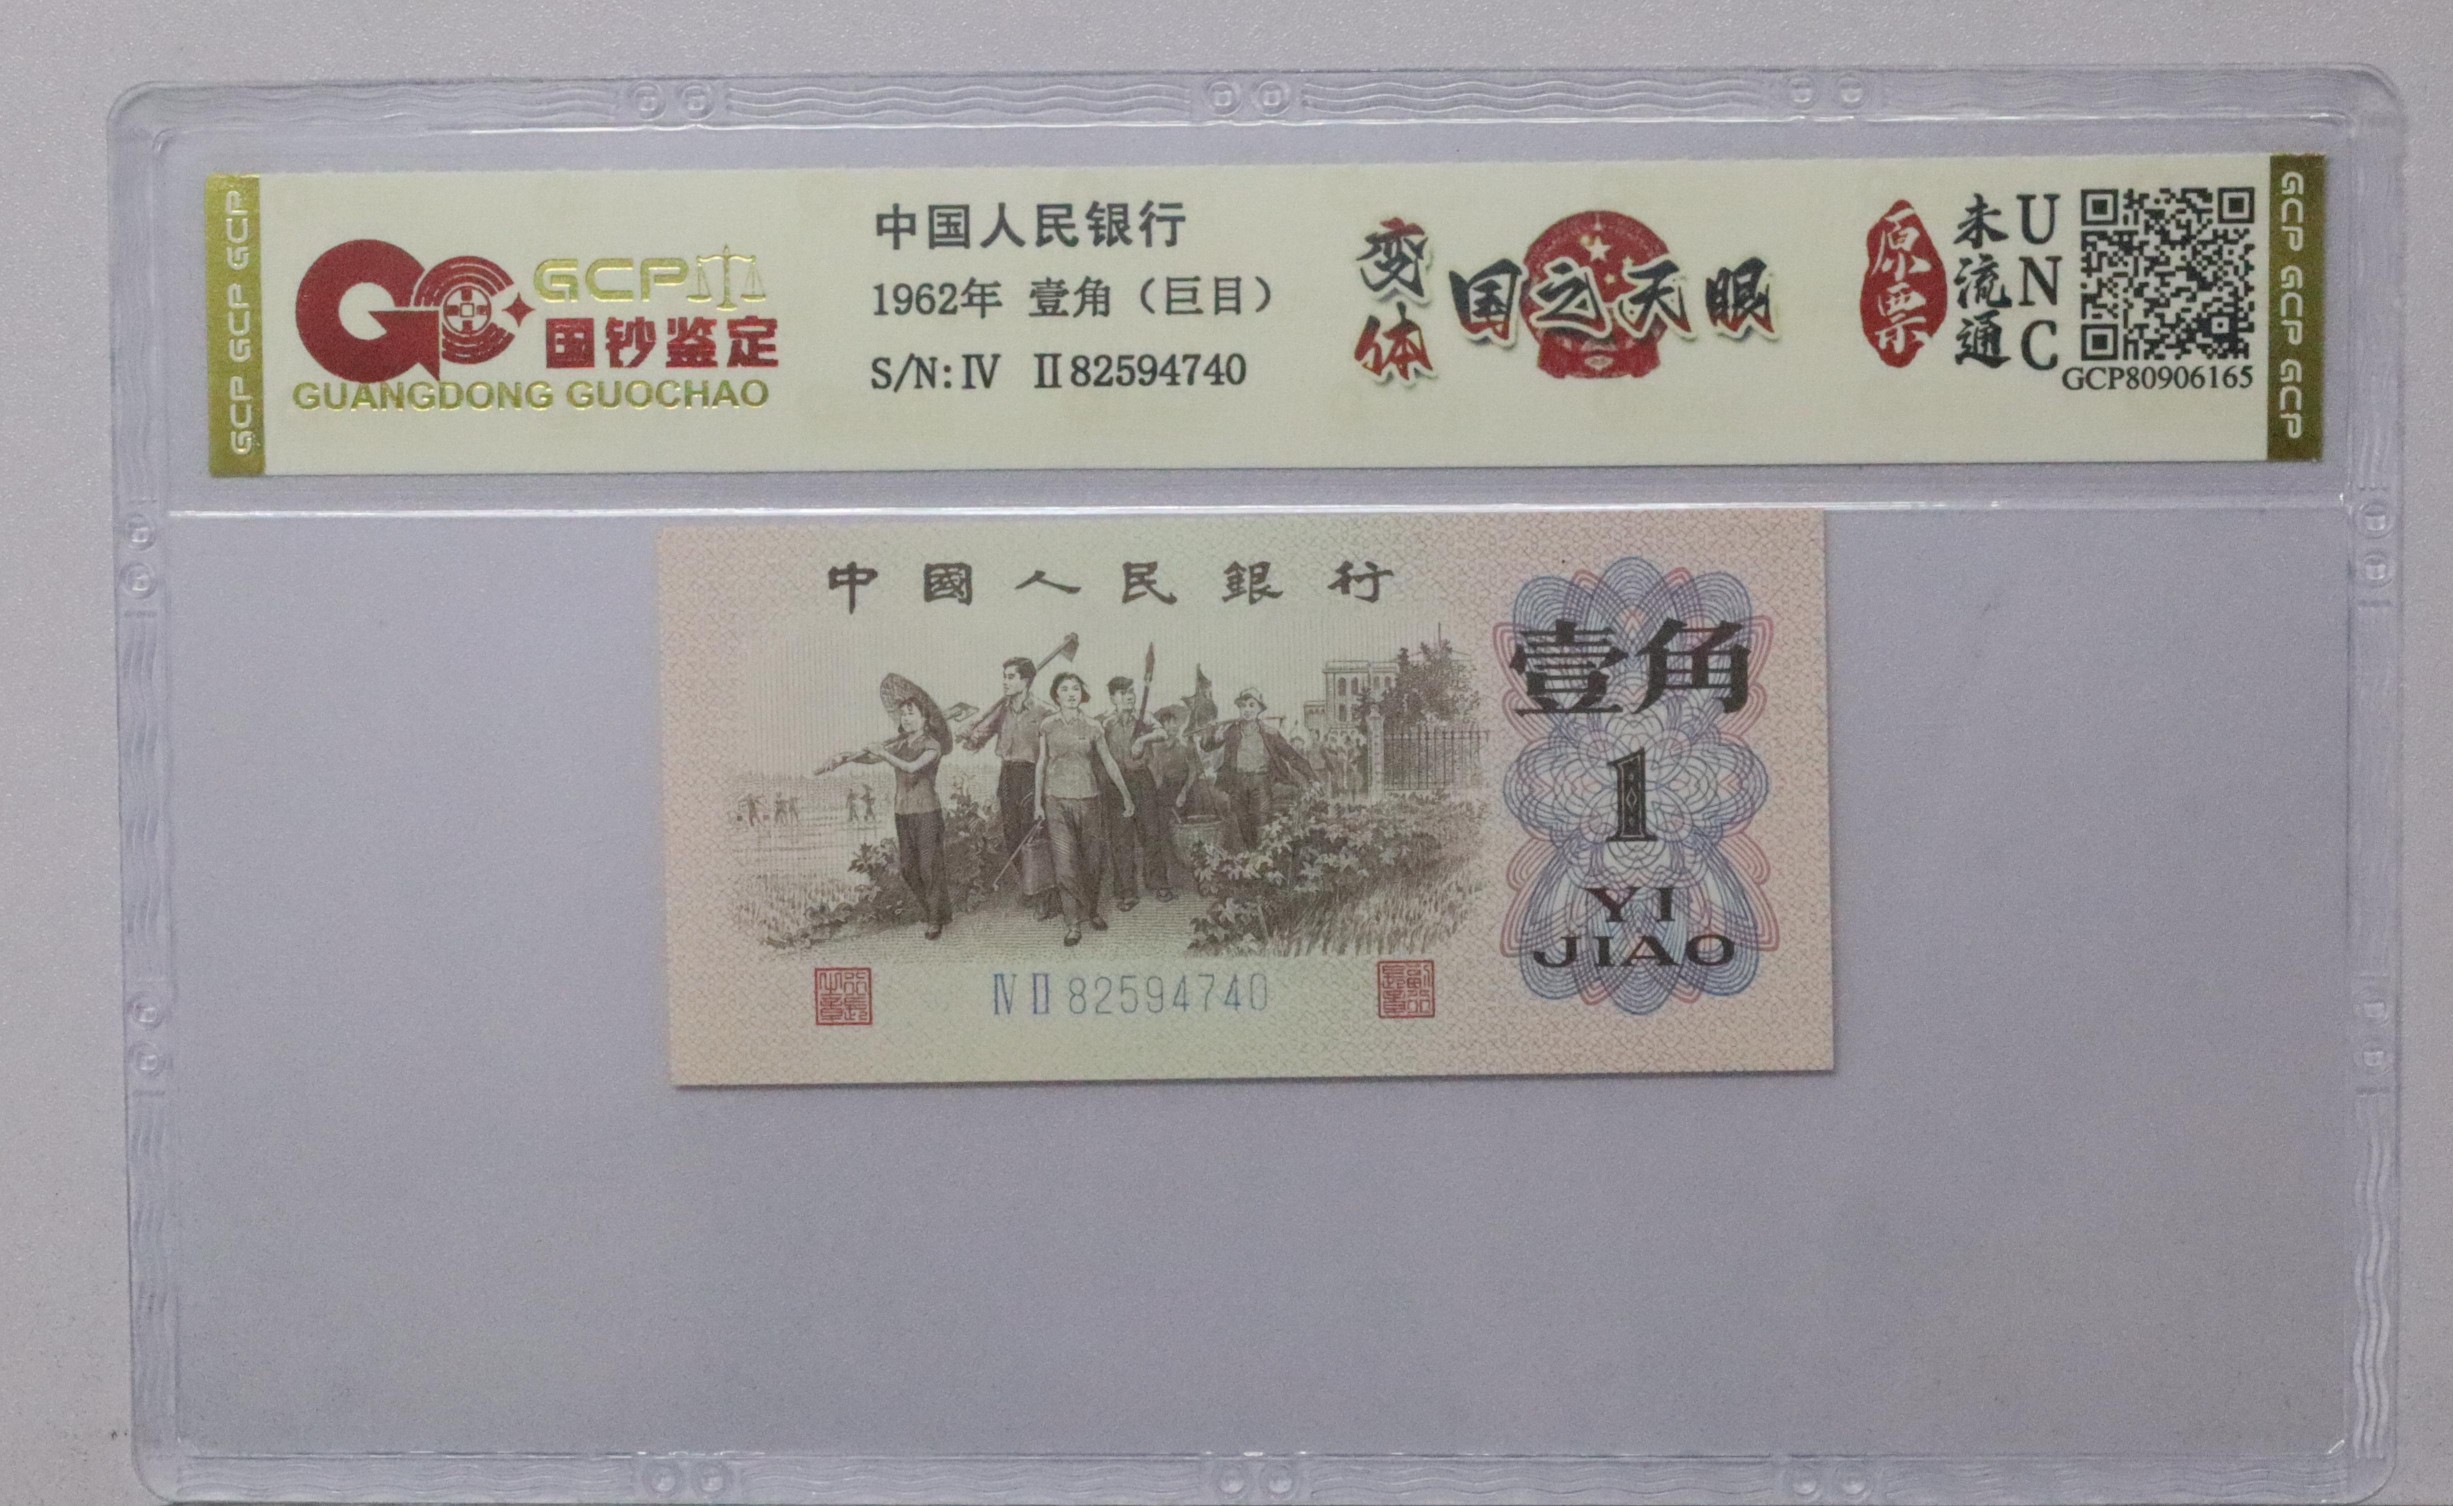 GCP GCP GCP
GCP
国钞鉴定
GUANGDONG GUOCHAO
中国人民银行
1962年 壹角（巨目）
S/N: IV II 82594740
变体
国之天眼
原票
未流通
UNC
GCP80906165
GCP GCP GCP
中國人民銀行
壹角
1
YI
JIAO
IV II 82594740